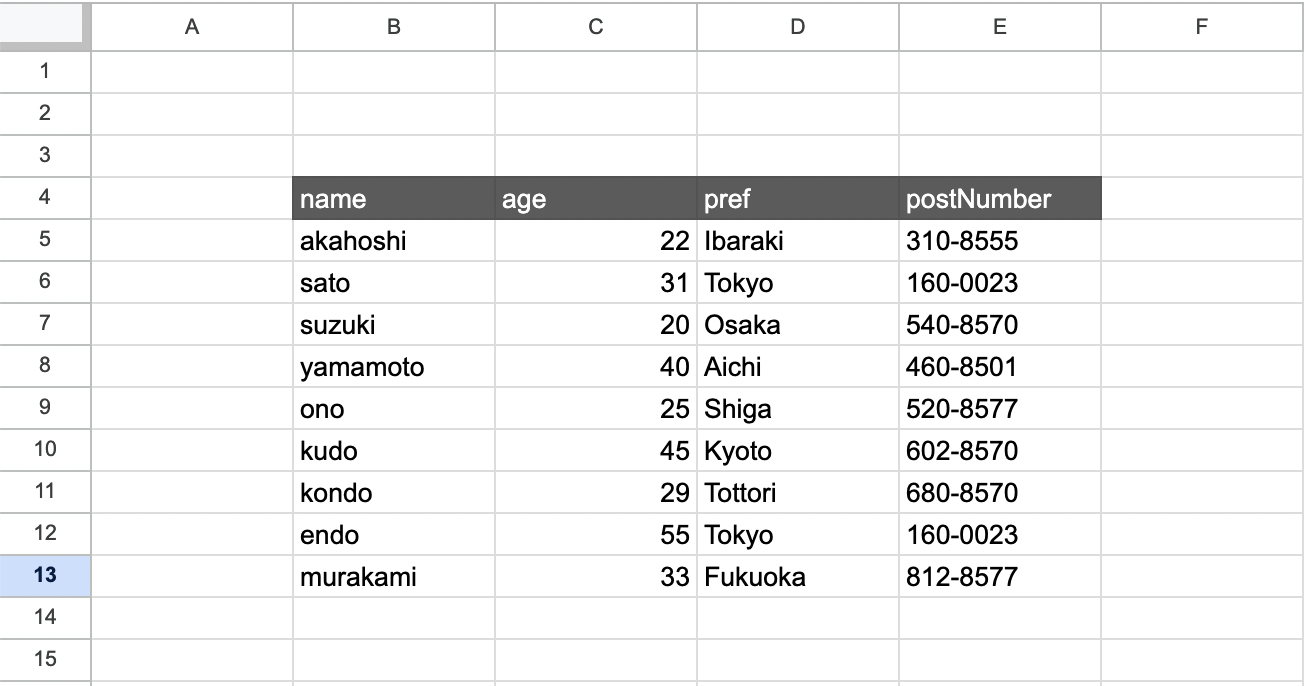 A B C D E F
1
2
3
4 name age pref postNumber
5 akahoshi 22 Ibaraki 310-8555
6 sato 31 Tokyo 160-0023
7 suzuki 20 Osaka 540-8570
8 yamamoto 40 Aichi 460-8501
9 ono 25 Shiga 520-8577
10 kudo 45 Kyoto 602-8570
11 kondo 29 Tottori 680-8570
12 endo 55 Tokyo 160-0023
13 murakami 33 Fukuoka 812-8577
14
15